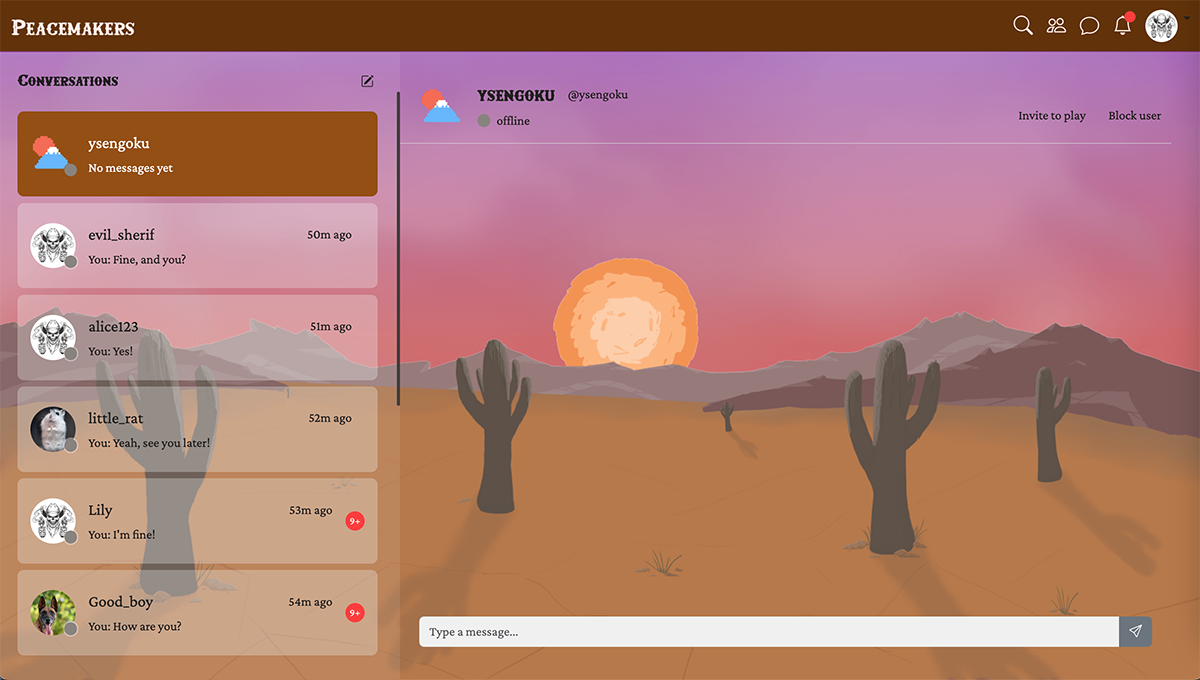 Peacemakers
Conversations
ysengoku
No messages yet
evil_sherif
50m ago
You: Fine, and you?
alice123
51m ago
You: Yes!
little_rat
52m ago
You: Yeah, see you later!
Lily
53m ago
9+
You: I'm fine!
Good_boy
54m ago
9+
You: How are you?
YSENGOKU @ysengoku
offline
Invite to play
Block user
Type a message...